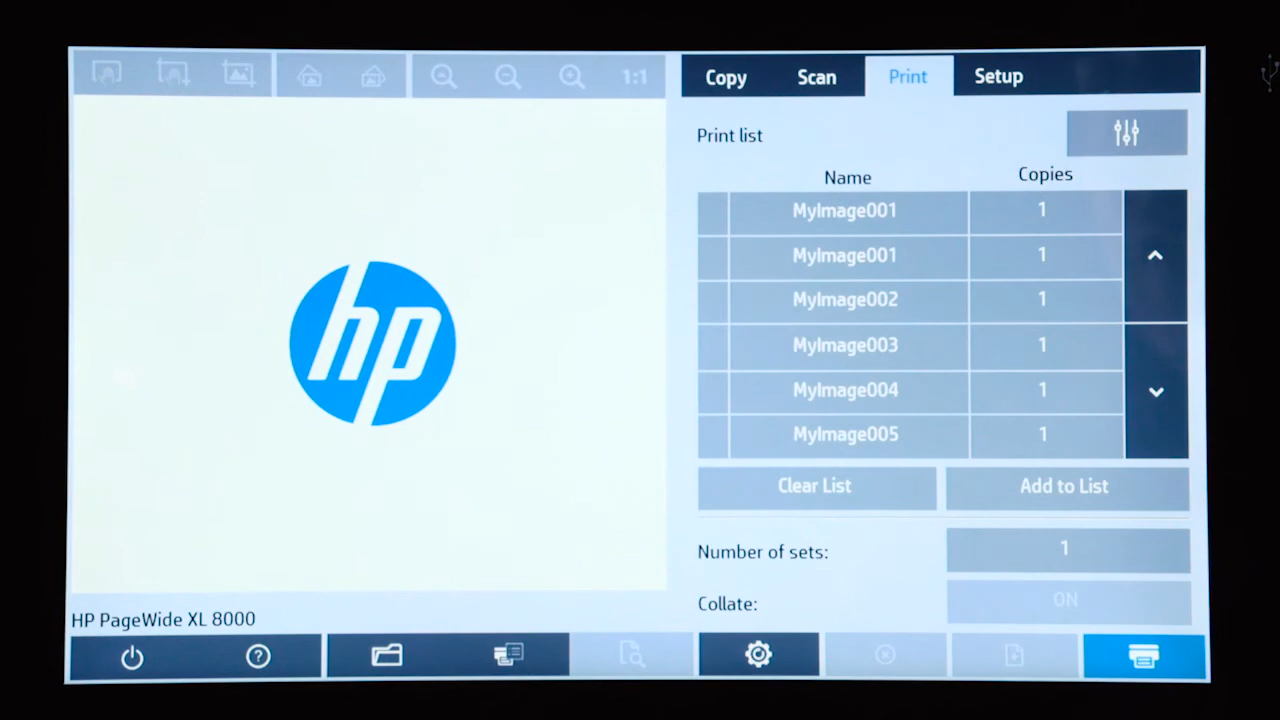 1:1
Copy Scan Print Setup
Print list
Name Copies
MyImage001 1
MyImage001 1
MyImage002 1
MyImage003 1
MyImage004 1
MyImage005 1
Clear List Add to List
Number of sets: 1
Collate: ON
hp
HP PageWide XL 8000